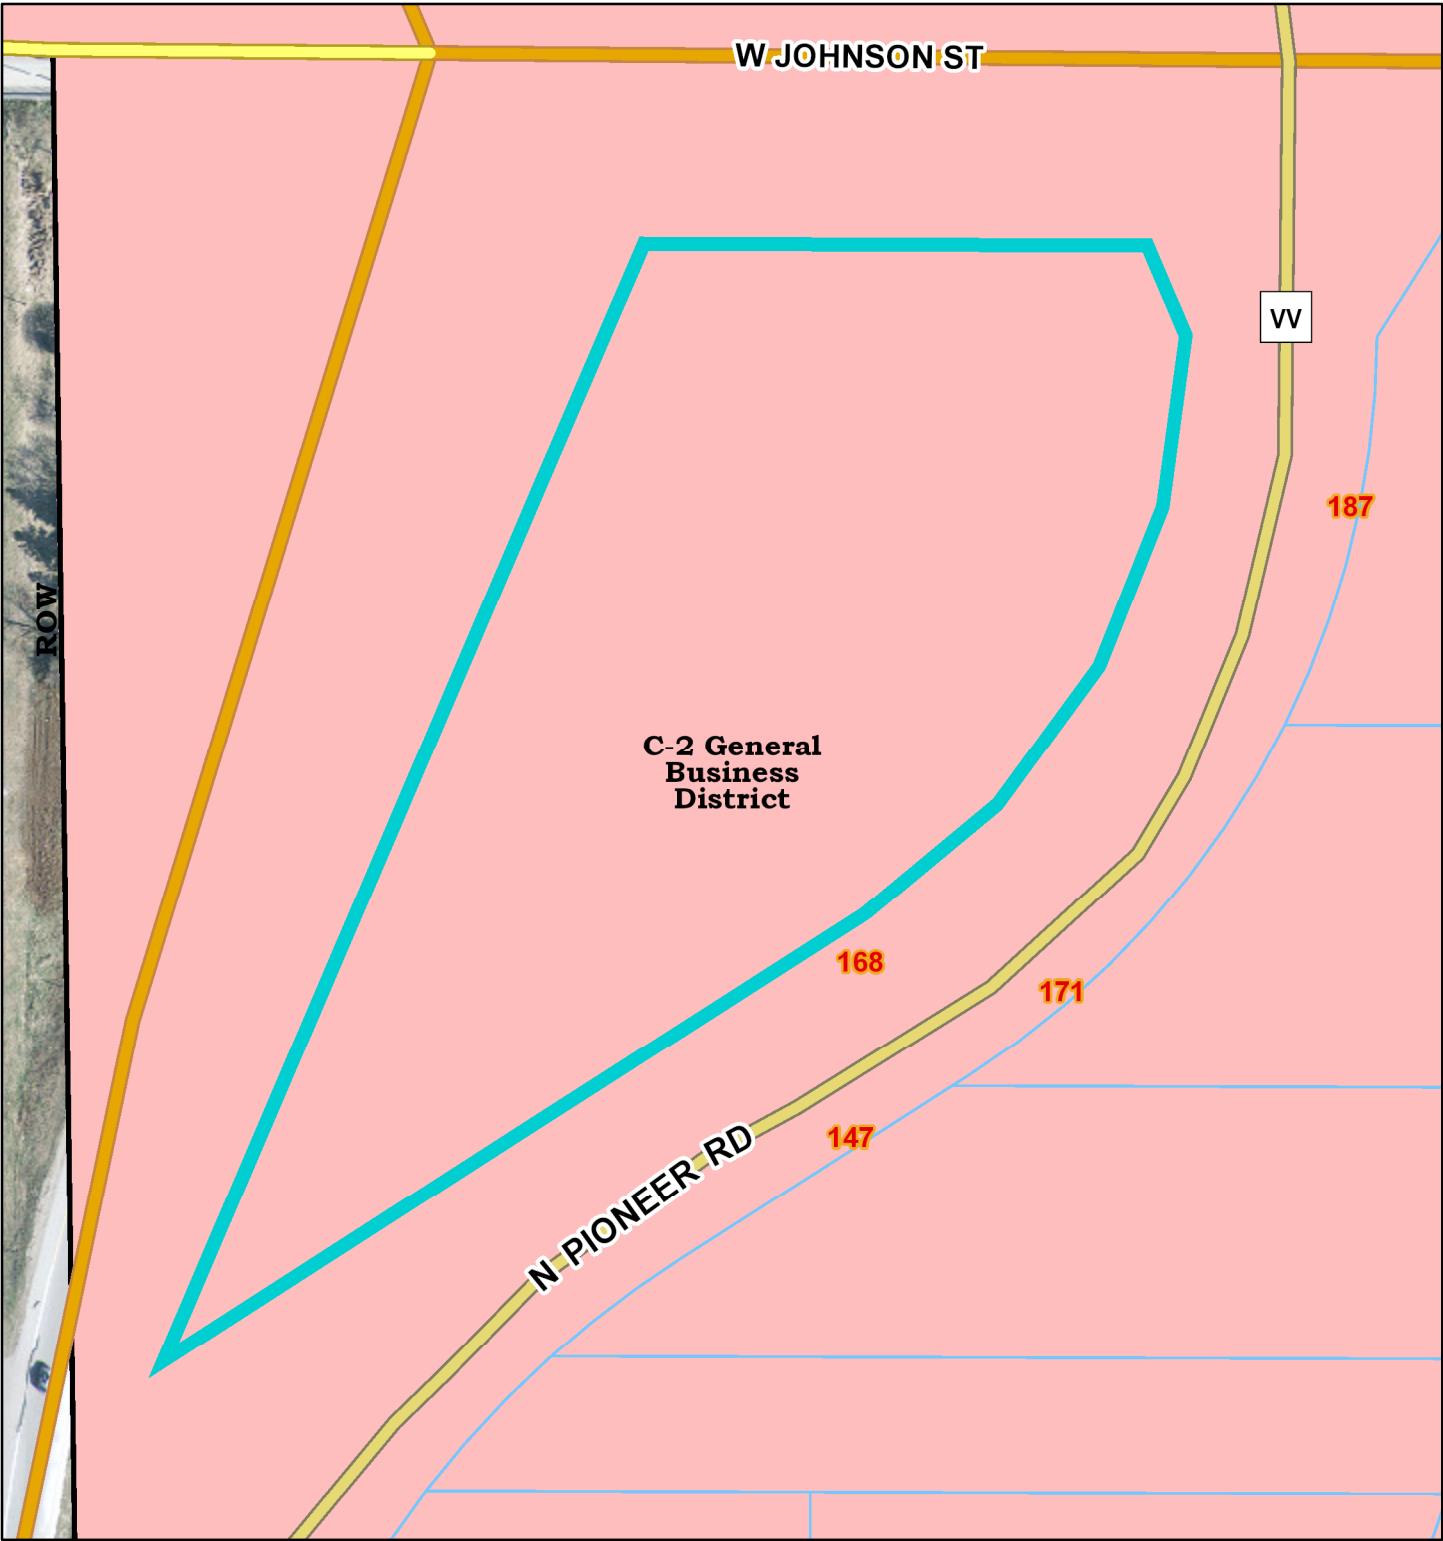 W JOHNSON ST
VV
187
ROW
C-2 General
Business
District
168
171
147
N PIONEER RD